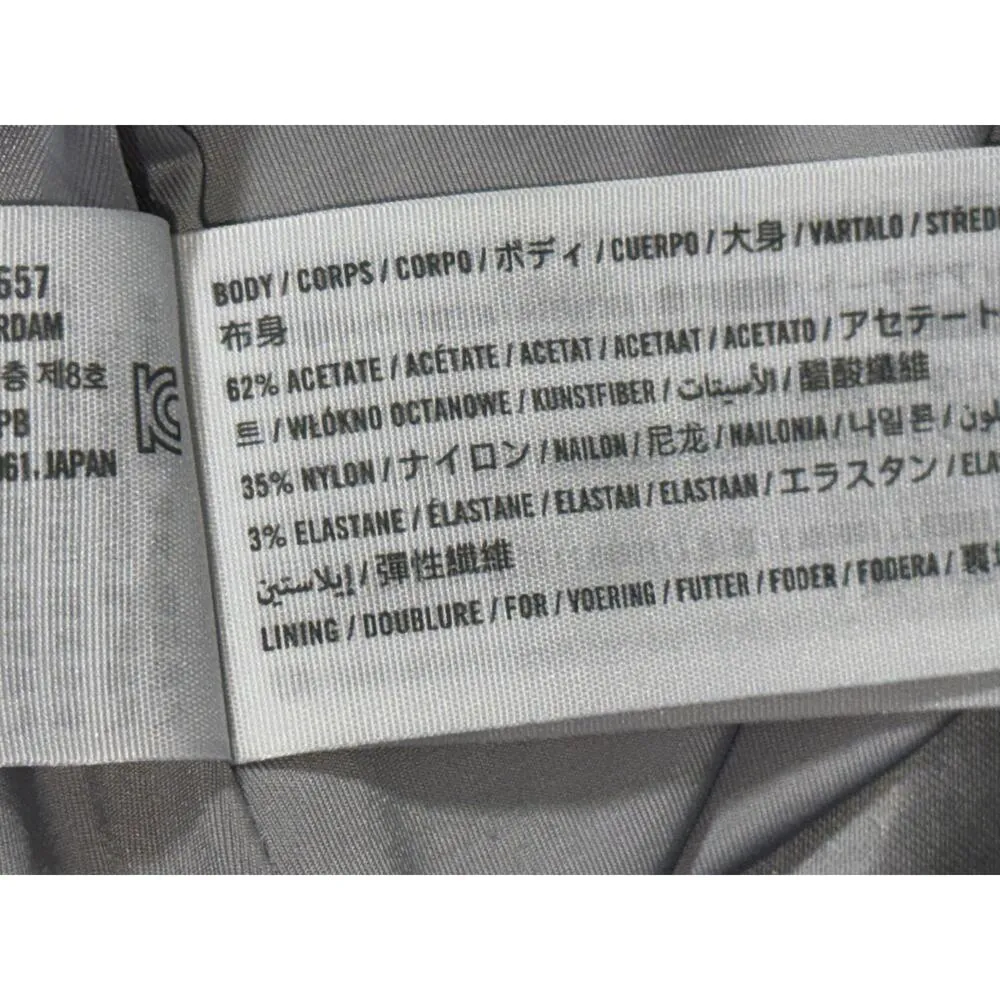 657
RDAM
층 제8호
PB
061. JAPAN
BODY / CORPS / CORPO / ボディ / CUERPO / 大身 / VARTALO / STŘED
布身
62% ACETATE / ACÉTATE / ACETAT / ACETAAT / ACETATO / アセテート
트 / WŁÓKNO OCTANOWE / KUNSTFIBER / الأسيتات / 醋酸纖維
35% NYLON / ナイロン / NAILON / 尼龙 / NAILONIA / 나일론 /
3% ELASTANE / ÉLASTANE / ELASTAN / ELASTAAN / エラスタン / ELA
إيلاستين / 彈性纖維
LINING / DOUBLURE / FOR / VOERING / FUTTER / FODER / FODERA / 裏